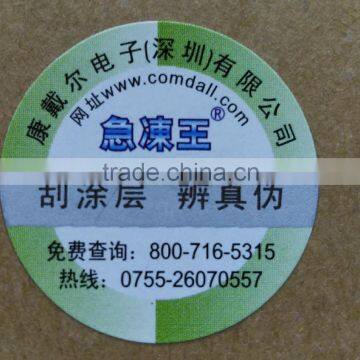 康戴尔电子(深圳)有限公司
网址www.comdall.com
急冻王®
trade.china.cn
刮涂层 辨真伪
免费查询: 800-716-5315
热线: 0755-26070557